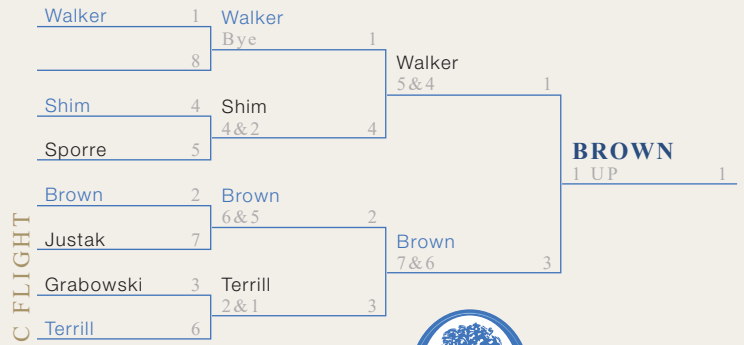 C FLIGHT
Walker 1
8
Shim 4
Sporre 5
Brown 2
Justak 7
Grabowski 3
Terrill 6
Walker
Bye 1
Shim
4&2 4
Brown
6&5 2
Terrill
2&1 3
Walker
5&4 1
Brown
7&6 3
BROWN
1 UP 1